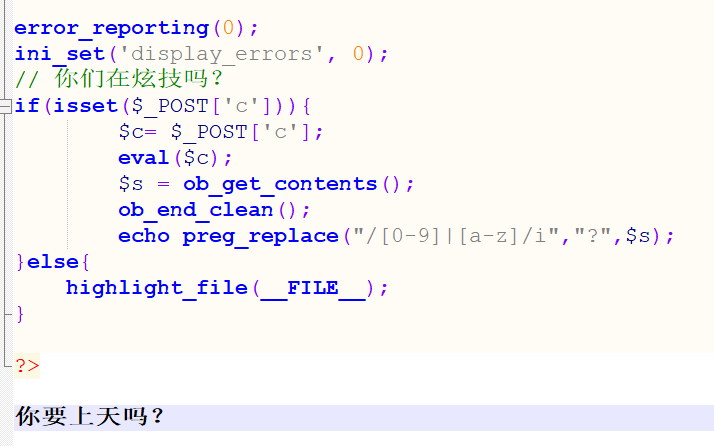 error_reporting(0);
ini_set('display_errors', 0);
// 你们在炫技吗？
if(isset($_POST['c'])){
        $c= $_POST['c'];
        eval($c);
        $s = ob_get_contents();
        ob_end_clean();
        echo preg_replace("/[0-9]|[a-z]/i","?",$s);
}else{
    highlight_file(__FILE__);
}
?>
你要上天吗？